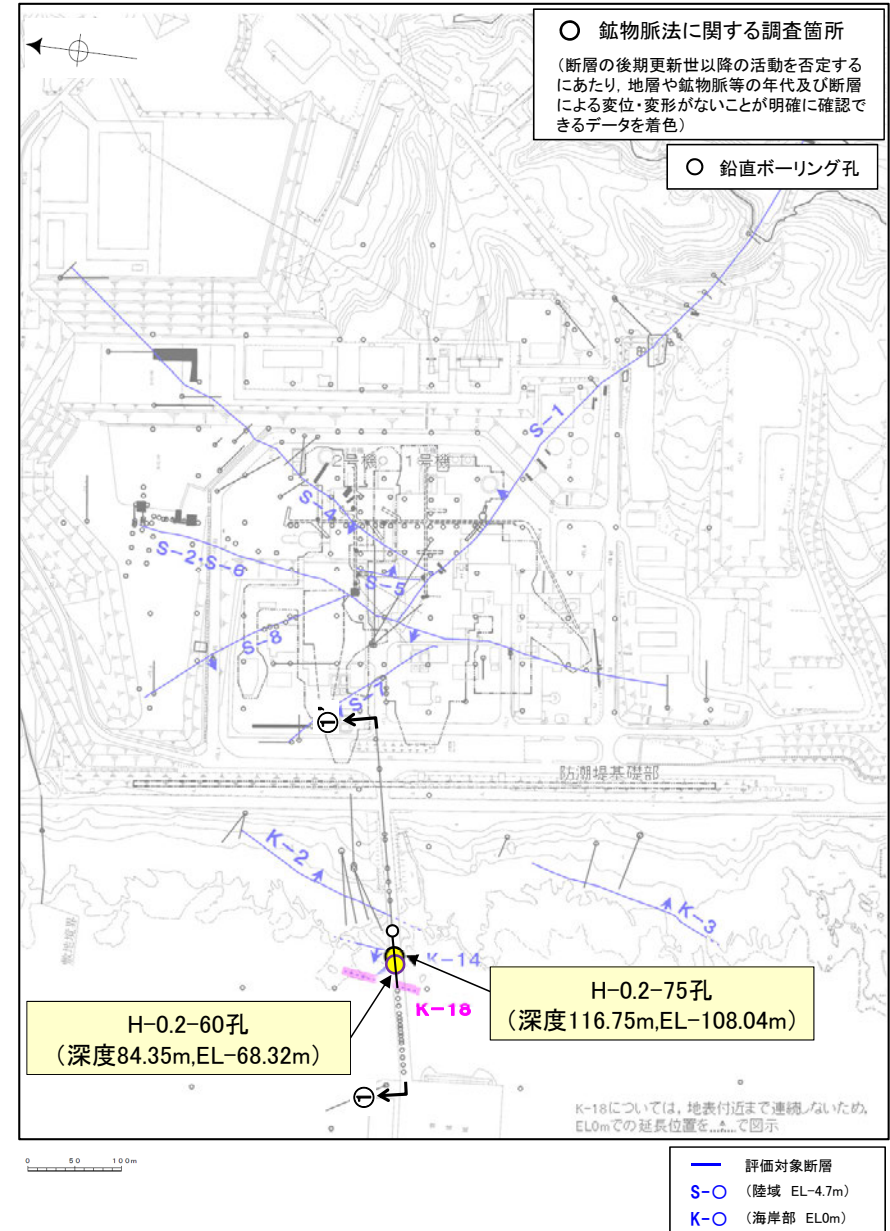 ○ 鉱物脈法に関する調査箇所
（断層の後期更新世以降の活動を否定する
にあたり，地層や鉱物脈等の年代及び断層
による変位・変形がないことが明確に確認で
きるデータを着色）
○ 鉛直ボーリング孔
S-1
2号機
1号機
S-4
S-2・S-6
S-5
S-8
S-7
①'
防潮堤基礎部
K-2
K-3
敷地境界
K-14
K-18
H-0.2-75孔
（深度116.75m,EL-108.04m）
H-0.2-60孔
（深度84.35m,EL-68.32m）
①
K-18については，地表付近まで連続しないため，
EL0mでの延長位置を で図示
0 50 100m
評価対象断層
S-○ （陸域 EL-4.7m）
K-○ （海岸部 EL0m）